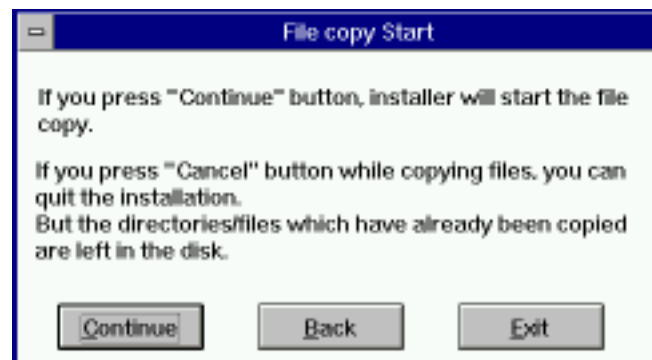 File copy Start
If you press "Continue" button, installer will start the file
copy.
If you press "Cancel" button while copying files, you can
quit the installation.
But the directories/files which have already been copied
are left in the disk.
Continue Back Exit